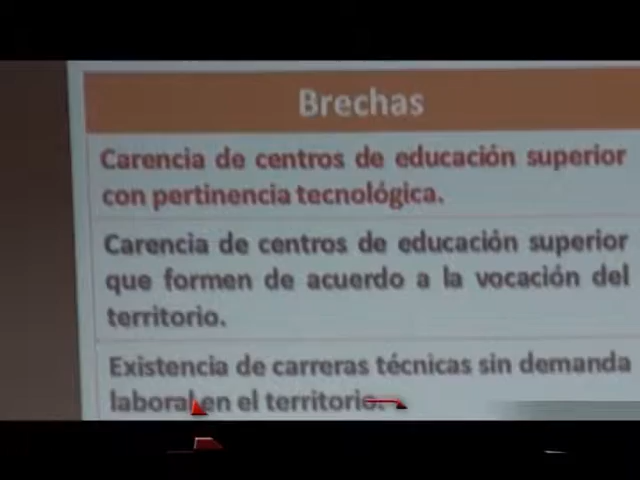 Brechas
Carencia de centros de educación superior
con pertinencia tecnológica.
Carencia de centros de educación superior
que formen de acuerdo a la vocación del
territorio.
Existencia de carreras técnicas sin demanda
laboral en el territorio.